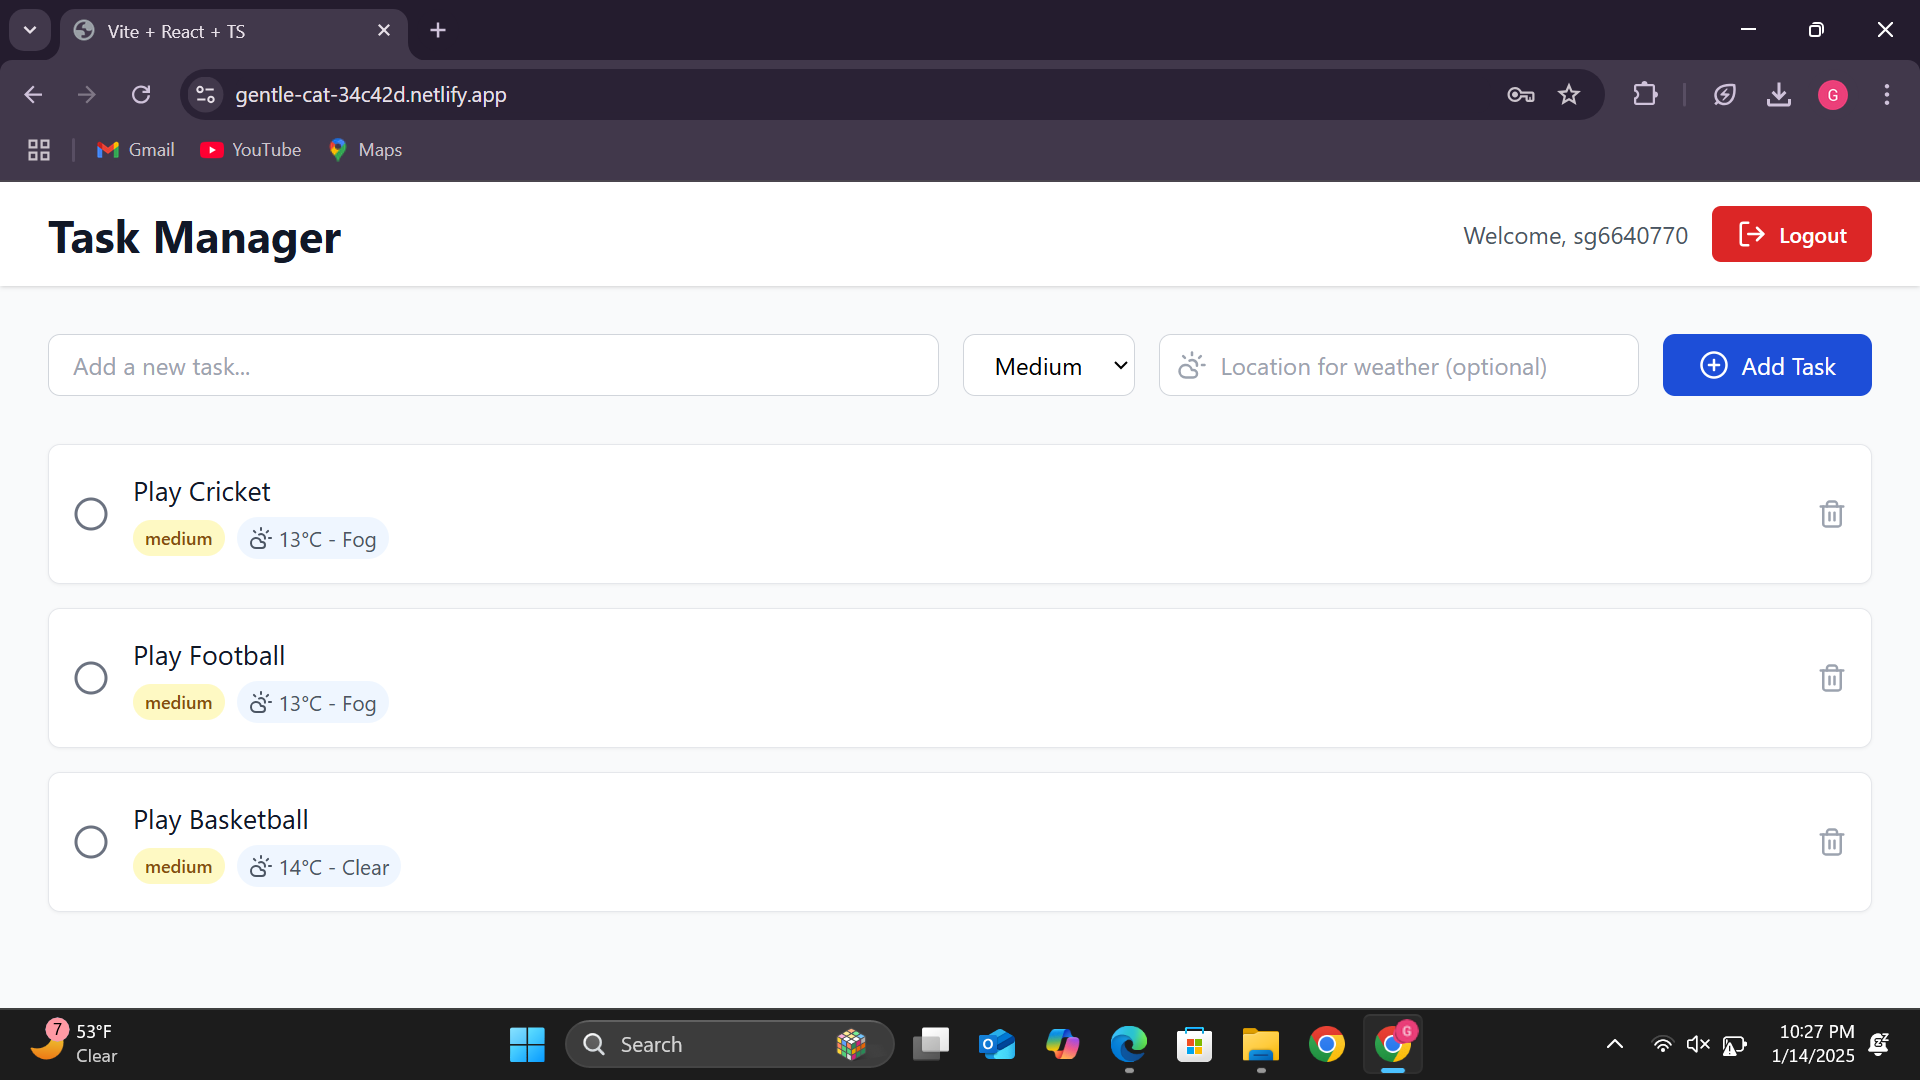 Vite + React + TS
gentle-cat-34c42d.netlify.app
G
Gmail YouTube Maps
Task Manager
Welcome, sg6640770
Logout
Add a new task...
Medium
Location for weather (optional)
Add Task
Play Cricket
medium 13°C - Fog
Play Football
medium 13°C - Fog
Play Basketball
medium 14°C - Clear
7
53°F
Clear
Search
G
10:27 PM
1/14/2025